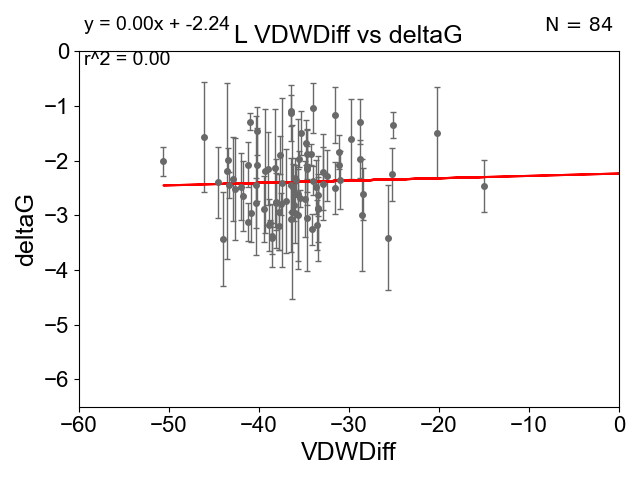 y = 0.00x + -2.24
L VDWDiff vs deltaG
N = 84
r^2 = 0.00
deltaG
0
−1
−2
−3
−4
−5
−6
−60
−50
−40
−30
−20
−10
0
VDWDiff